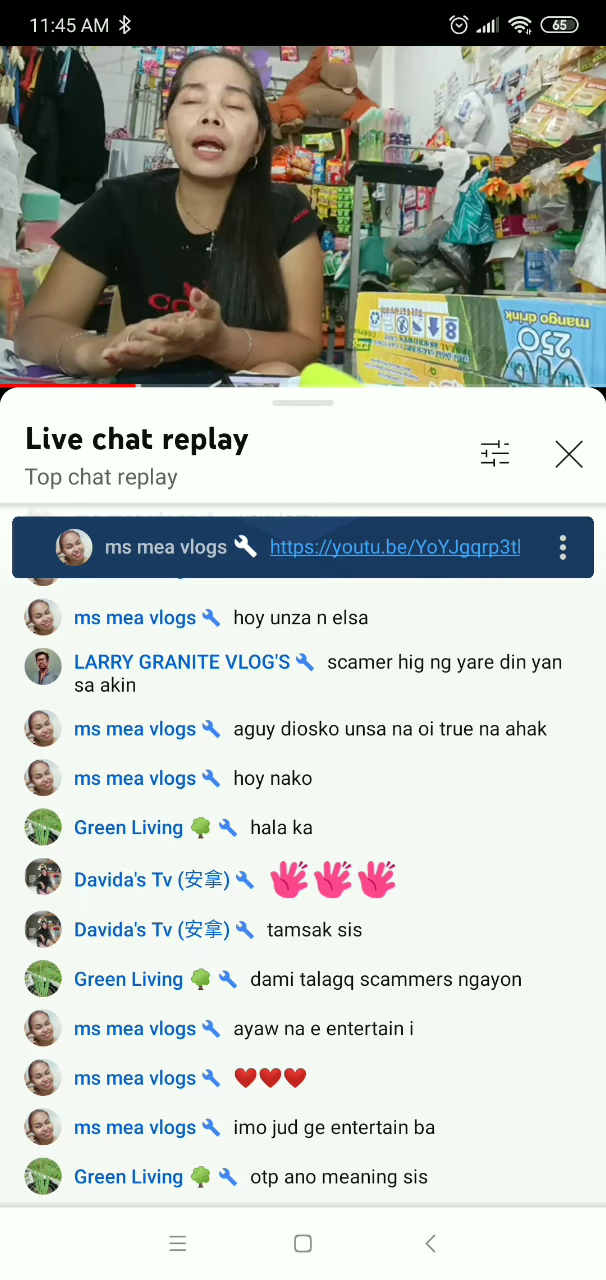 11:45 AM
65
mango drink
250
8
Live chat replay
Top chat replay
ms mea vlogs https://youtu.be/YoYJgqrp3tl
ms mea vlogs hoy unza n elsa
LARRY GRANITE VLOG'S scamer hig ng yare din yan
sa akin
ms mea vlogs aguy diosko unsa na oi true na ahak
ms mea vlogs hoy nako
Green Living 🌳 hala ka
Davida's Tv (安拿)
Davida's Tv (安拿) tamsak sis
Green Living 🌳 dami talagq scammers ngayon
ms mea vlogs ayaw na e entertain i
ms mea vlogs ❤️❤️❤️
ms mea vlogs imo jud ge entertain ba
Green Living 🌳 otp ano meaning sis